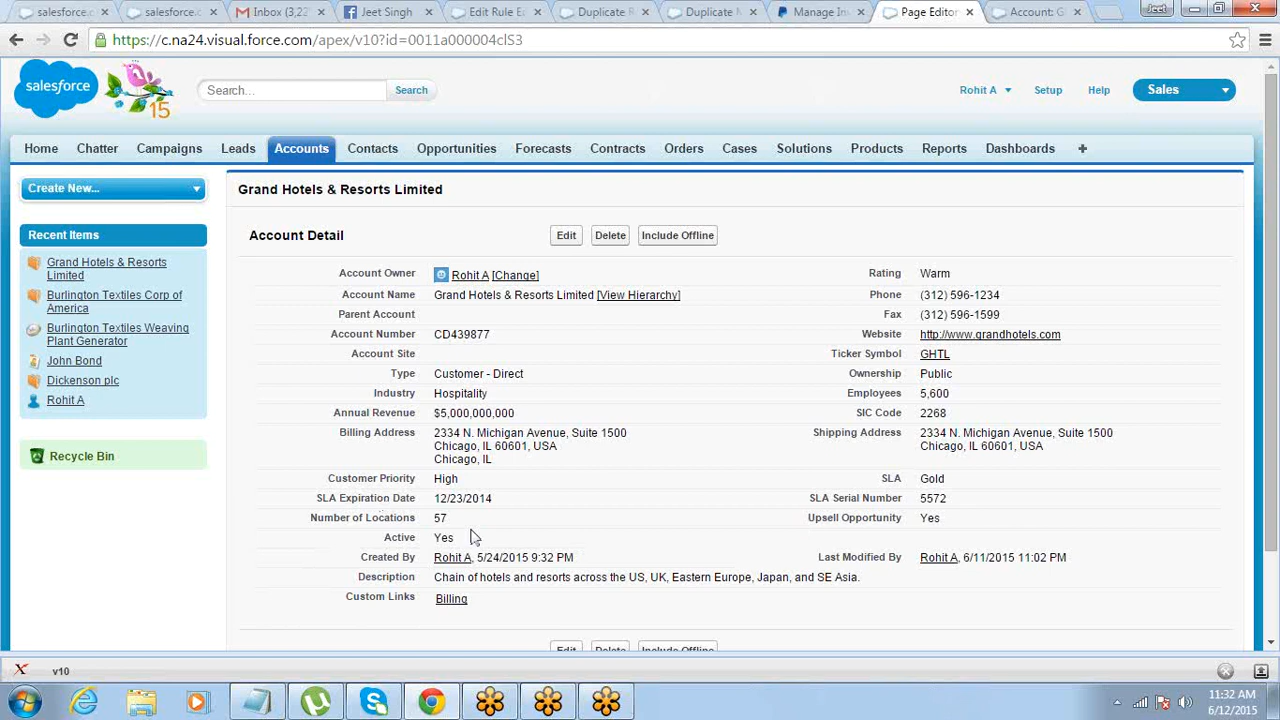 salesforce.c
salesforce.c
Inbox (3,22
Jeet Singh
Edit Rule E
Duplicate R
Duplicate M
Manage Inv
Page Editor
Account: G
Jeet
https://c.na24.visual.force.com/apex/v10?id=0011a000004clS3
salesforce
15
Search...
Search
Rohit A
Setup
Help
Sales
Home
Chatter
Campaigns
Leads
Accounts
Contacts
Opportunities
Forecasts
Contracts
Orders
Cases
Solutions
Products
Reports
Dashboards
+
Create New...
Recent Items
Grand Hotels & Resorts
Limited
Burlington Textiles Corp of
America
Burlington Textiles Weaving
Plant Generator
John Bond
Dickenson plc
Rohit A
Recycle Bin
Grand Hotels & Resorts Limited
Account Detail
Edit
Delete
Include Offline
Account Owner Rohit A [Change]
Rating Warm
Account Name Grand Hotels & Resorts Limited [View Hierarchy]
Phone (312) 596-1234
Parent Account
Fax (312) 596-1599
Account Number CD439877
Website http://www.grandhotels.com
Account Site
Ticker Symbol GHTL
Type Customer - Direct
Ownership Public
Industry Hospitality
Employees 5,600
Annual Revenue $5,000,000,000
SIC Code 2268
Billing Address 2334 N. Michigan Avenue, Suite 1500
Chicago, IL 60601, USA
Chicago, IL
Shipping Address 2334 N. Michigan Avenue, Suite 1500
Chicago, IL 60601, USA
Customer Priority High
SLA Gold
SLA Expiration Date 12/23/2014
SLA Serial Number 5572
Number of Locations 57
Upsell Opportunity Yes
Active Yes
Created By Rohit A, 5/24/2015 9:32 PM
Last Modified By Rohit A, 6/11/2015 11:02 PM
Description Chain of hotels and resorts across the US, UK, Eastern Europe, Japan, and SE Asia.
Custom Links Billing
Edit
Delete
Include Offline
v10
11:32 AM
6/12/2015